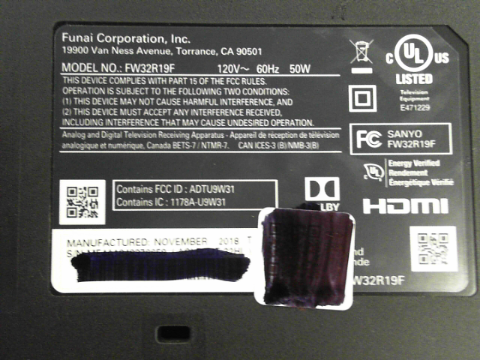 Funai Corporation, Inc.
19900 Van Ness Avenue, Torrance, CA 90501
MODEL NO.: FW32R19F 120V~ 60Hz 50W
THIS DEVICE COMPLIES WITH PART 15 OF THE FCC RULES.
OPERATION IS SUBJECT TO THE FOLLOWING TWO CONDITIONS:
(1) THIS DEVICE MAY NOT CAUSE HARMFUL INTERFERENCE, AND
(2) THIS DEVICE MUST ACCEPT ANY INTERFERENCE RECEIVED,
INCLUDING INTERFERENCE THAT MAY CAUSE UNDESIRED OPERATION.
Analog and Digital Television Receiving Apparatus - Appareil de réception de télévision
analogique et numérique, Canada BETS-7 / NTMR-7. CAN ICES-3 (B)/NMB-3(B)
Contains FCC ID : ADTU9W31
Contains IC : 1178A-U9W31
MANUFACTURED: NOVEMBER 2018
C UL US
LISTED
Television
Equipment
E471229
FC SANYO
FW32R19F
UL Energy Verified
Rendement
Énergétique Vérifié
LBY
HDMI
FW32R19F